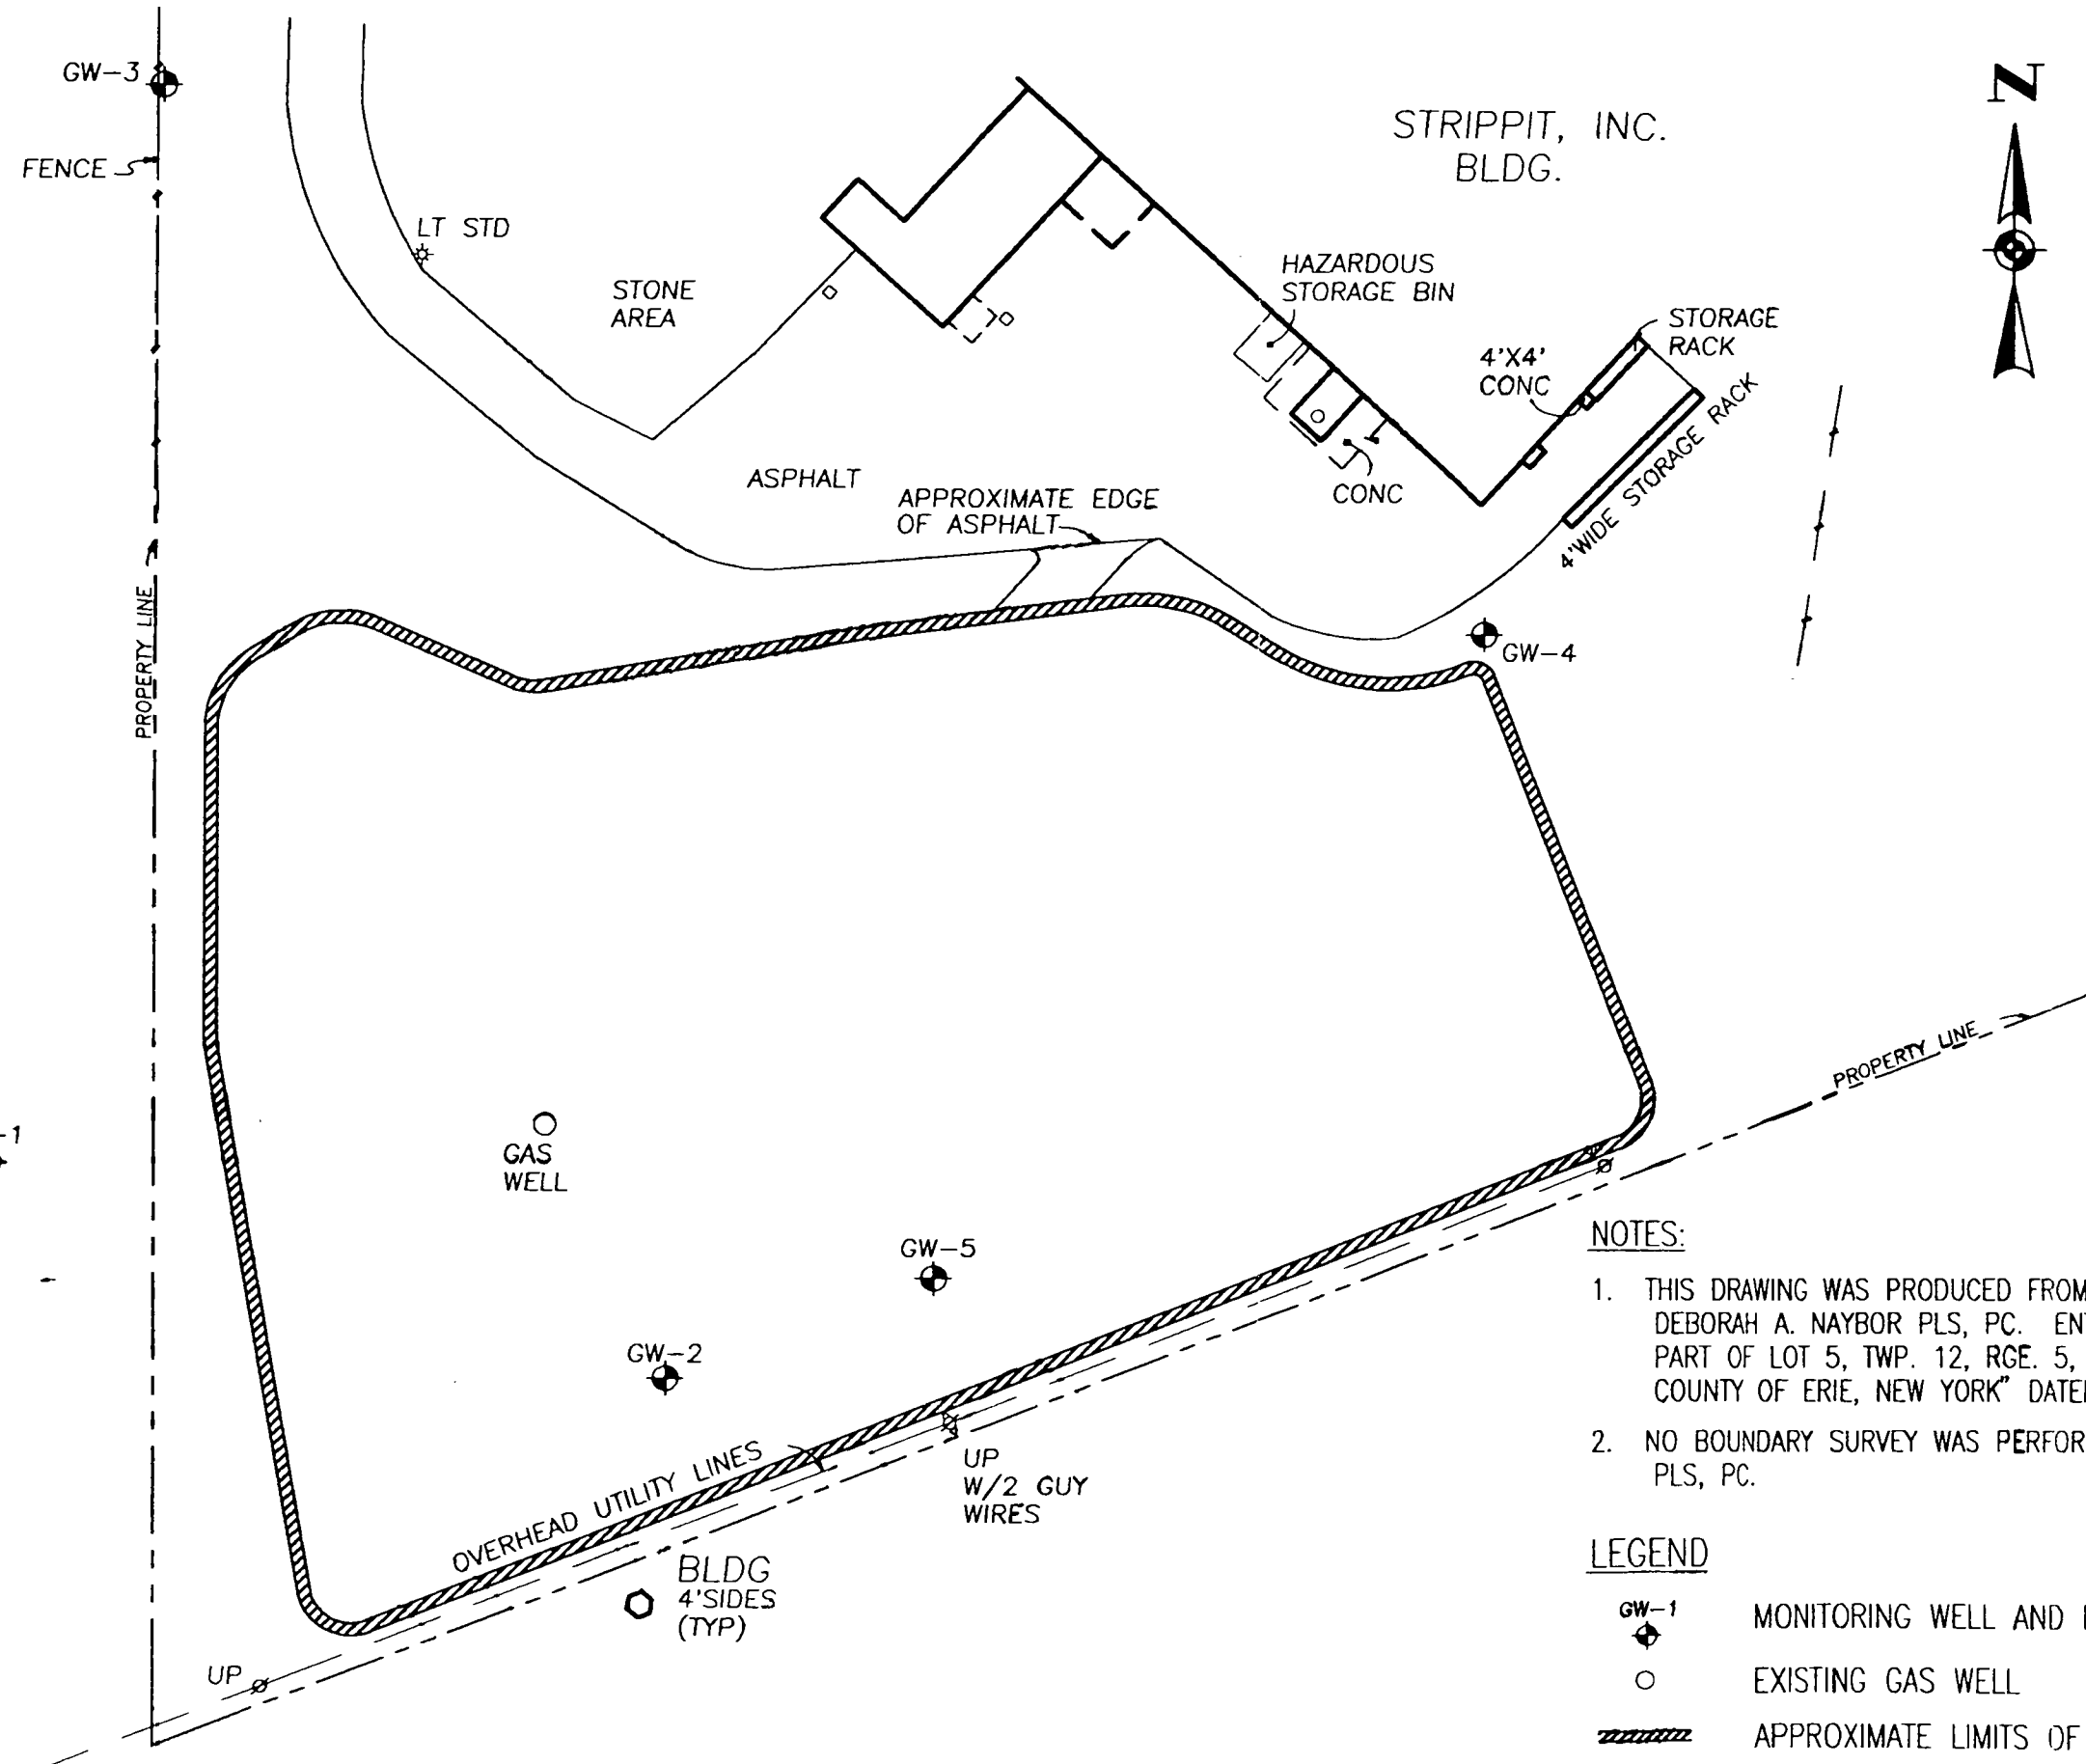 GW-3
FENCE
LT STD
STONE
AREA
STRIPPIT, INC.
BLDG.
N
HAZARDOUS
STORAGE BIN
STORAGE
RACK
4'X4'
CONC
4'WIDE STORAGE RACK
CONC
ASPHALT
APPROXIMATE EDGE
OF ASPHALT
PROPERTY LINE
GW-4
PROPERTY LINE
-1
GAS
WELL
GW-5
GW-2
OVERHEAD UTILITY LINES
UP
W/2 GUY
WIRES
BLDG
4'SIDES
(TYP)
UP
NOTES:
1. THIS DRAWING WAS PRODUCED FROM
DEBORAH A. NAYBOR PLS, PC. EN
PART OF LOT 5, TWP. 12, RGE. 5,
COUNTY OF ERIE, NEW YORK" DATE
2. NO BOUNDARY SURVEY WAS PERFOR
PLS, PC.
LEGEND
GW-1
MONITORING WELL AND
EXISTING GAS WELL
APPROXIMATE LIMITS OF